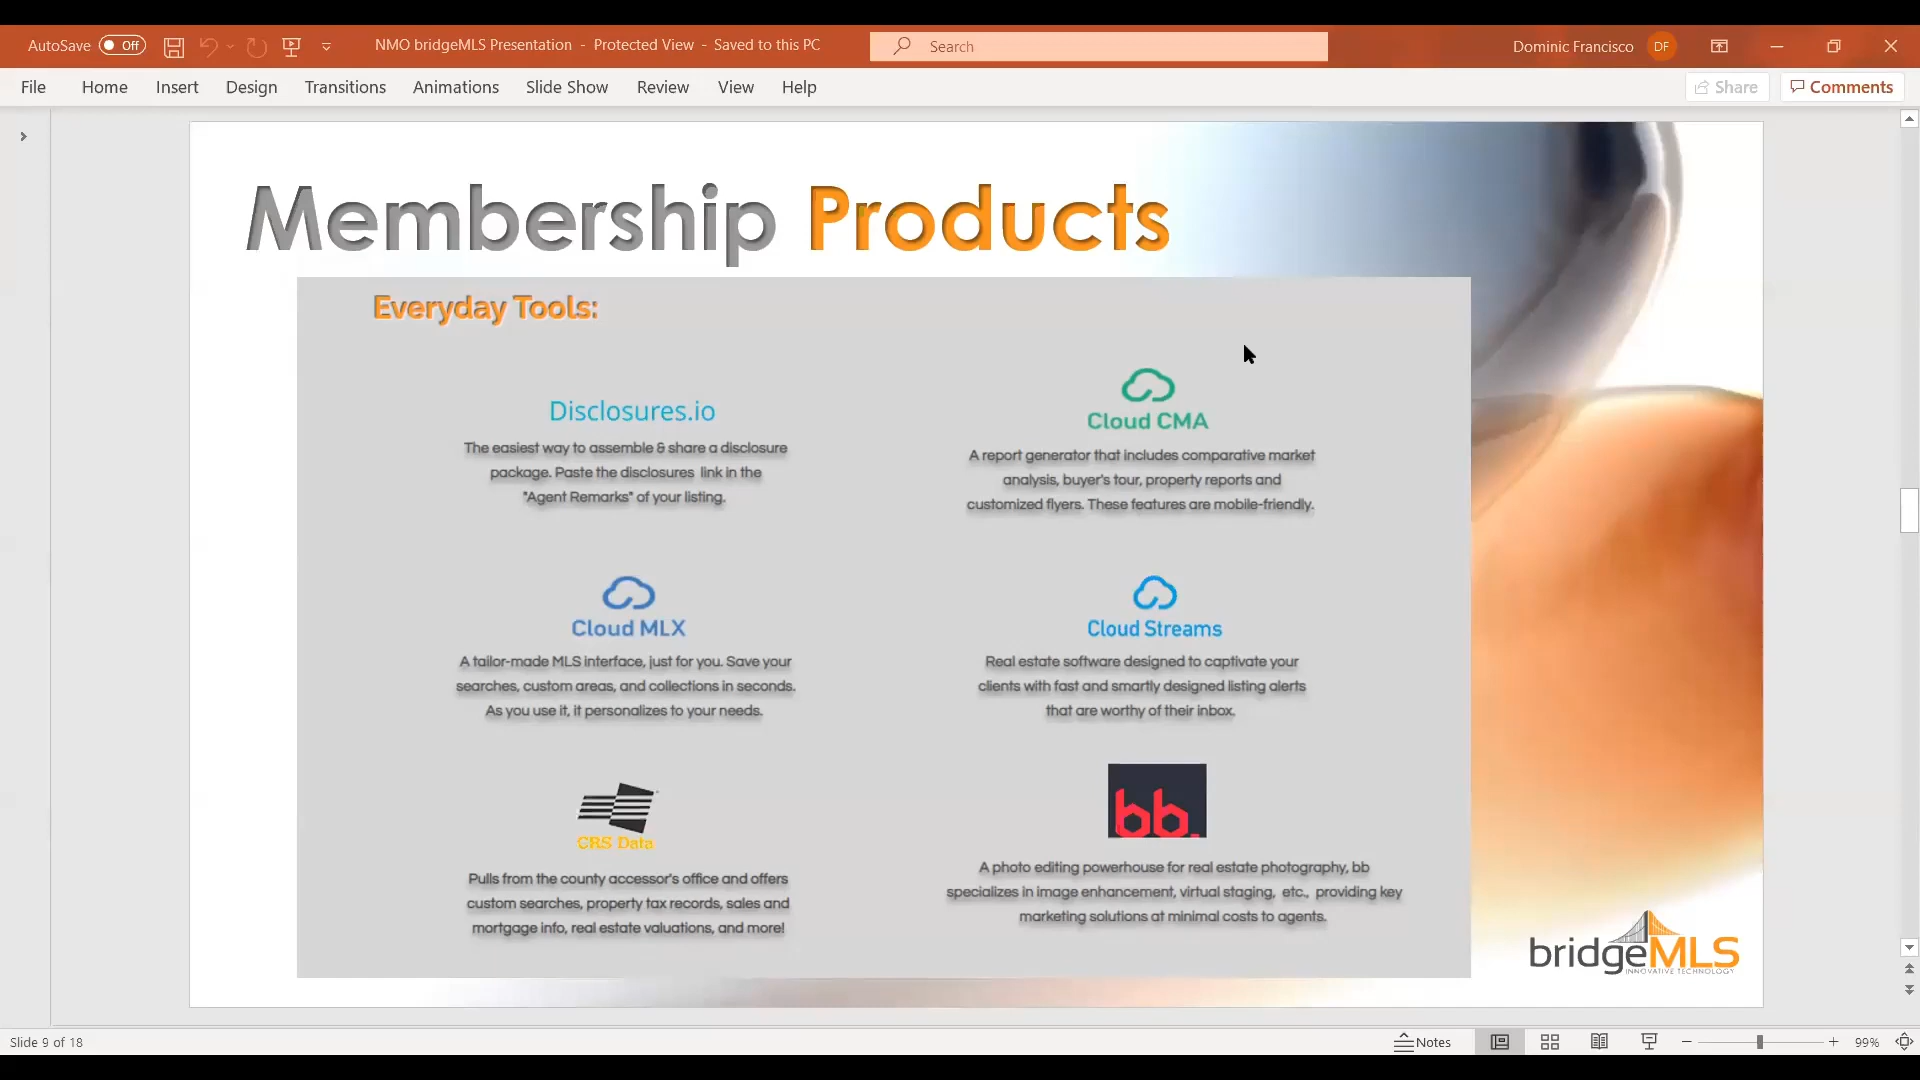 AutoSave Off
NMO bridgeMLS Presentation - Protected View - Saved to this PC
Search
Dominic Francisco DF
File Home Insert Design Transitions Animations Slide Show Review View Help
Share Comments
Membership Products
Everyday Tools:
Disclosures.io
The easiest way to assemble & share a disclosure
package. Paste the disclosures link in the
"Agent Remarks" of your listing.
Cloud CMA
A report generator that includes comparative market
analysis, buyer's tour, property reports and
customized flyers. These features are mobile-friendly.
Cloud MLX
A tailor-made MLS interface, just for you. Save your
searches, custom areas, and collections in seconds.
As you use it, it personalizes to your needs.
Cloud Streams
Real estate software designed to captivate your
clients with fast and smartly designed listing alerts
that are worthy of their inbox.
CRS Data
Pulls from the county accessor's office and offers
custom searches, property tax records, sales and
mortgage info, real estate valuations, and more!
bb.
A photo editing powerhouse for real estate photography, bb
specializes in image enhancement, virtual staging, etc., providing key
marketing solutions at minimal costs to agents.
bridgeMLS
INNOVATIVE TECHNOLOGY
Slide 9 of 18
Notes
99%